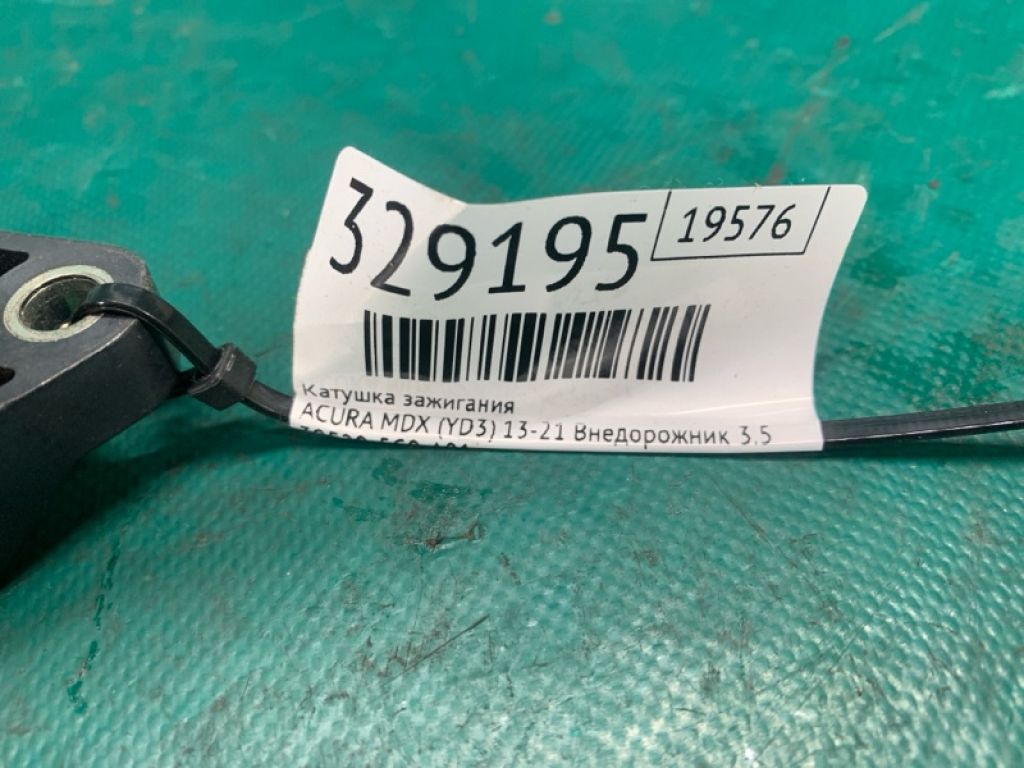 329195 19576
Катушка зажигания
ACURA MDX (YD3) 13-21 Внедорожник 3.5